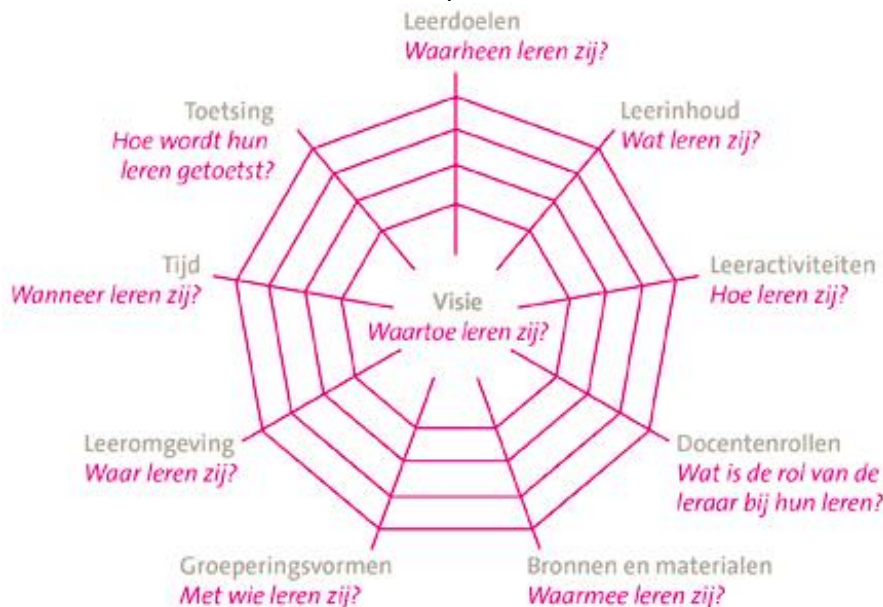 Leerdoelen
Waarheen leren zij?
Leerinhoud
Wat leren zij?
Leeractiviteiten
Hoe leren zij?
Docentenrollen
Wat is de rol van de
leraar bij hun leren?
Bronnen en materialen
Waarmee leren zij?
Groeperingsvormen
Met wie leren zij?
Leeromgeving
Waar leren zij?
Tijd
Wanneer leren zij?
Toetsing
Hoe wordt hun
leren getoetst?
Visie
Waartoe leren zij?